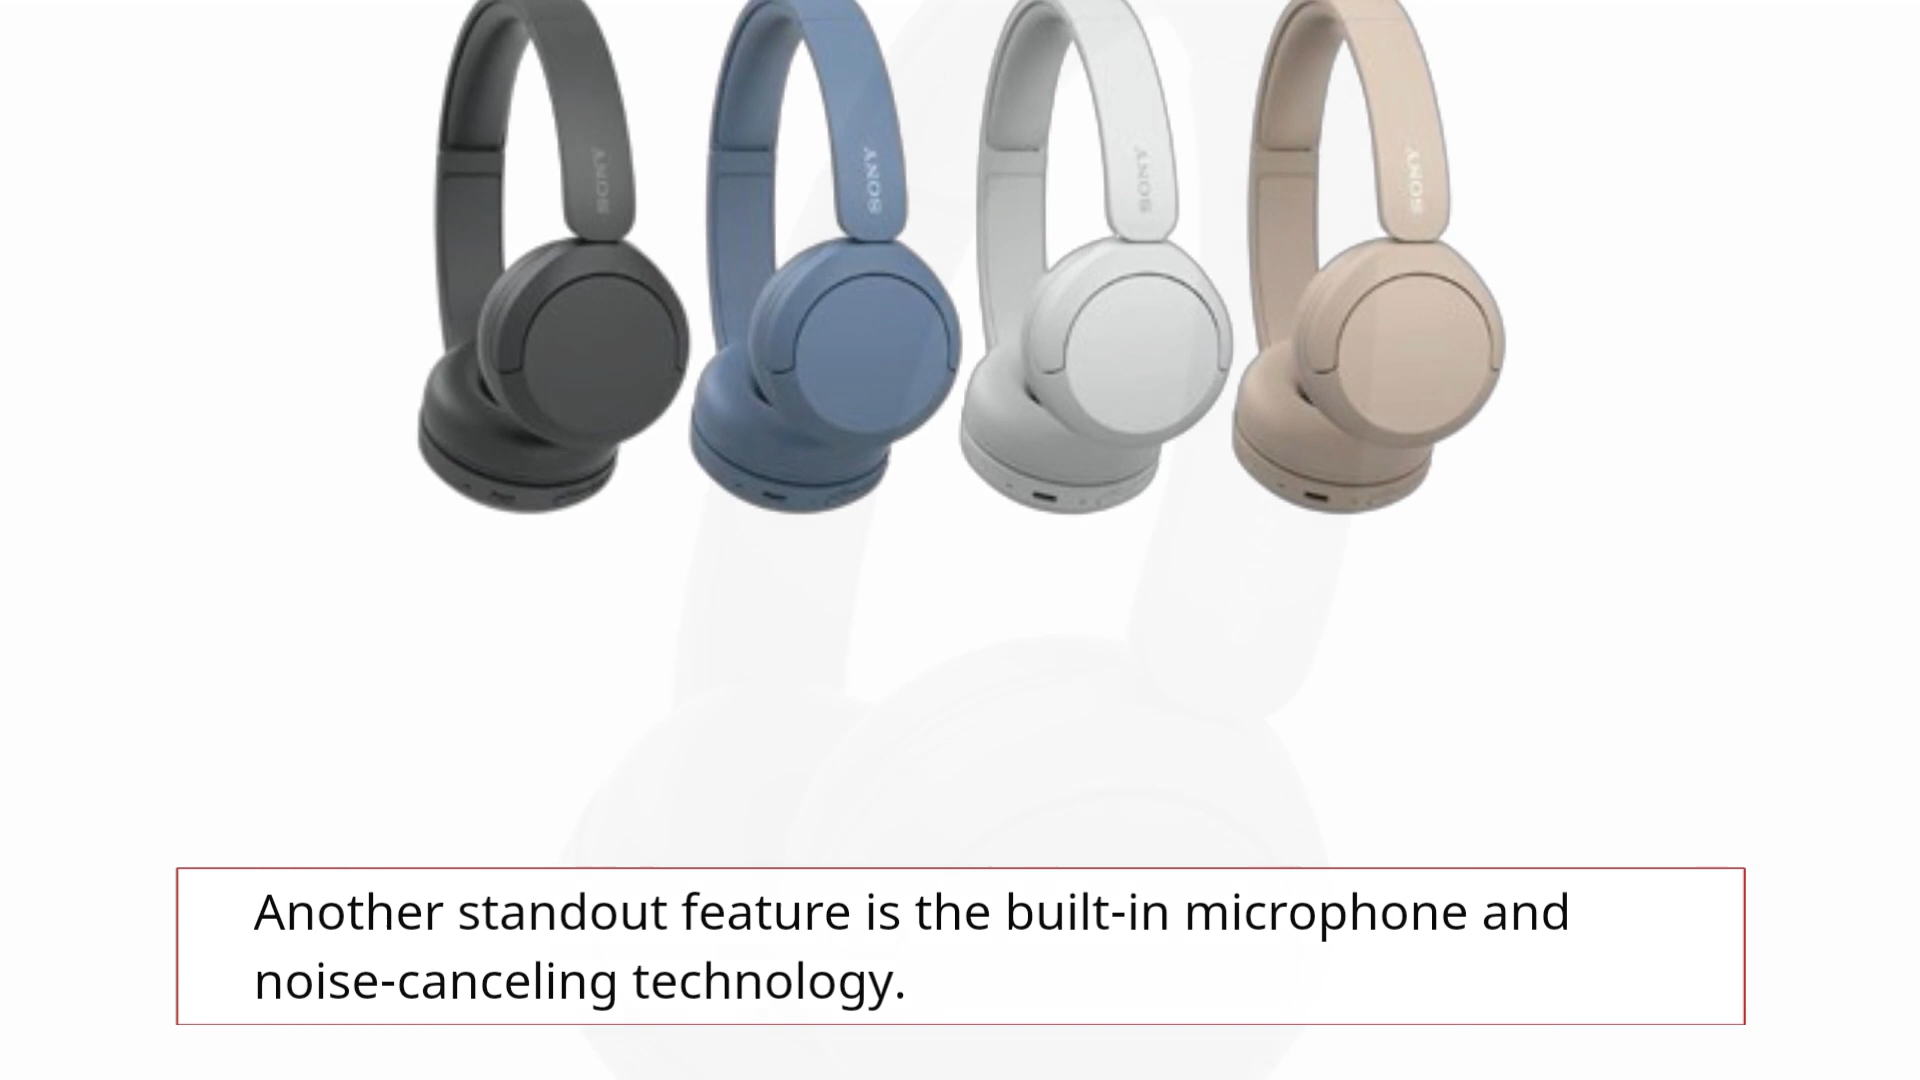 SONY
SONY
SONY
SONY
Another standout feature is the built-in microphone and
noise-canceling technology.